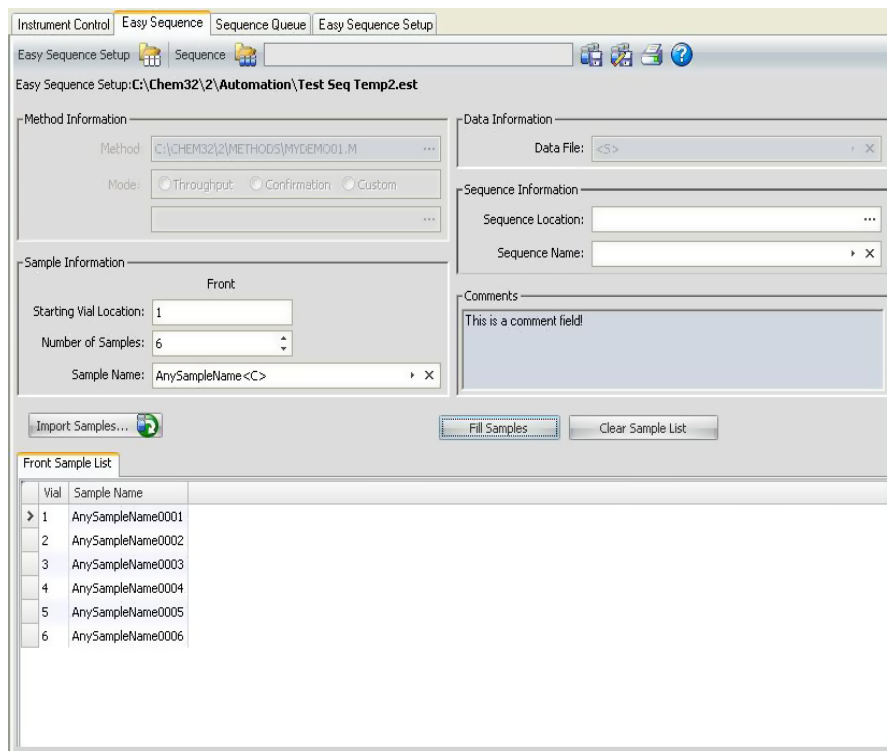 Instrument Control Easy Sequence Sequence Queue Easy Sequence Setup
Easy Sequence Setup Sequence
Easy Sequence Setup:C:\Chem32\2\Automation\Test Seq Temp2.est
Method Information
Method: C:\CHEM32\2\METHODS\MYDEMO01.M ...
Mode: Throughput Confirmation Custom
...
Data Information
Data File: <S>
Sequence Information
Sequence Location: ...
Sequence Name:
Sample Information
Front
Starting Vial Location: 1
Number of Samples: 6
Sample Name: AnySampleName<C>
Comments
This is a comment field!
Import Samples... Fill Samples Clear Sample List
Front Sample List
Vial Sample Name
1 AnySampleName0001
2 AnySampleName0002
3 AnySampleName0003
4 AnySampleName0004
5 AnySampleName0005
6 AnySampleName0006